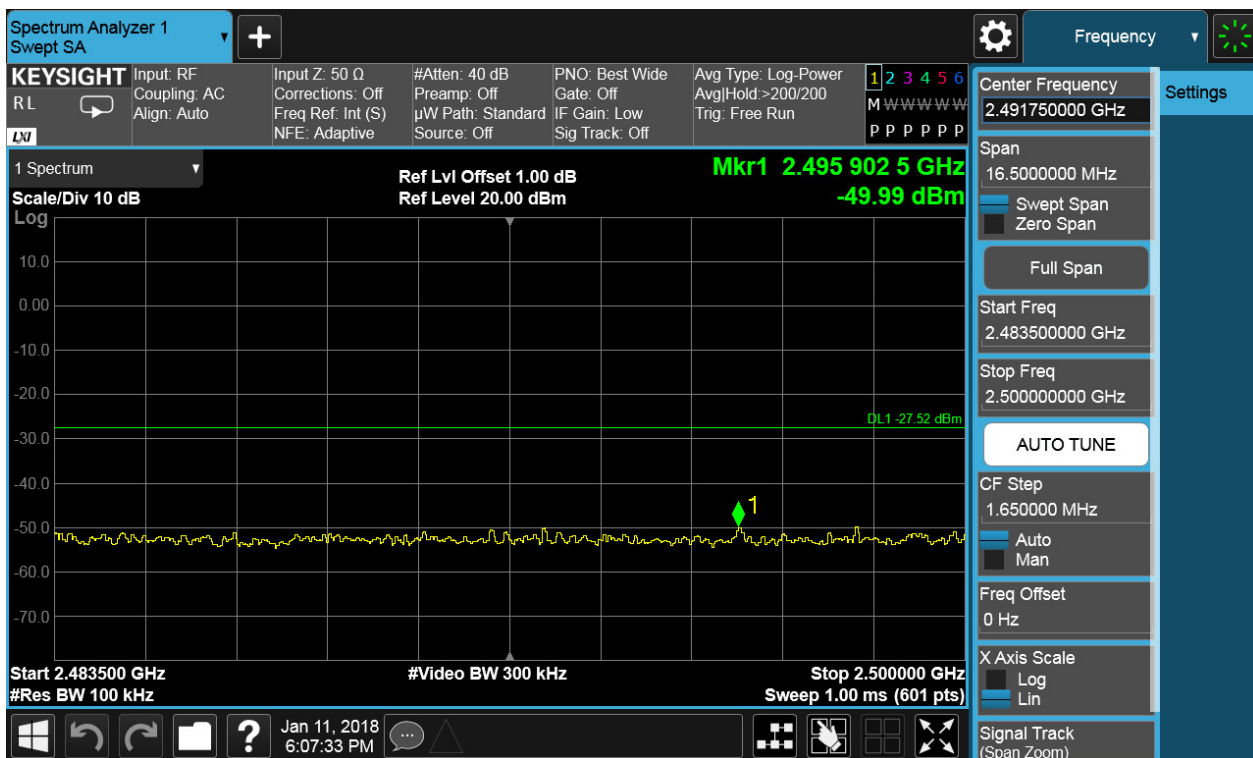 Spectrum Analyzer 1
Swept SA
+
Frequency
KEYSIGHT
R L
LXI
Input: RF
Coupling: AC
Align: Auto
Input Z: 50 Ω
Corrections: Off
Freq Ref: Int (S)
NFE: Adaptive
#Atten: 40 dB
Preamp: Off
µW Path: Standard
Source: Off
PNO: Best Wide
Gate: Off
IF Gain: Low
Sig Track: Off
Avg Type: Log-Power
Avg|Hold:>200/200
Trig: Free Run
1 2 3 4 5 6
M W W W W W
P P P P P P
1 Spectrum
Scale/Div 10 dB
Ref Lvl Offset 1.00 dB
Ref Level 20.00 dBm
Mkr1 2.495 902 5 GHz
-49.99 dBm
Log
10.0
0.00
-10.0
-20.0
DL1 -27.52 dBm
-30.0
-40.0
1
-50.0
-60.0
-70.0
Start 2.483500 GHz
#Video BW 300 kHz
Stop 2.500000 GHz
#Res BW 100 kHz
Sweep 1.00 ms (601 pts)
Center Frequency
2.491750000 GHz
Span
16.5000000 MHz
Swept Span
Zero Span
Full Span
Start Freq
2.483500000 GHz
Stop Freq
2.500000000 GHz
AUTO TUNE
CF Step
1.650000 MHz
Auto
Man
Freq Offset
0 Hz
X Axis Scale
Log
Lin
Signal Track
(Span Zoom)
Settings
?
Jan 11, 2018
6:07:33 PM